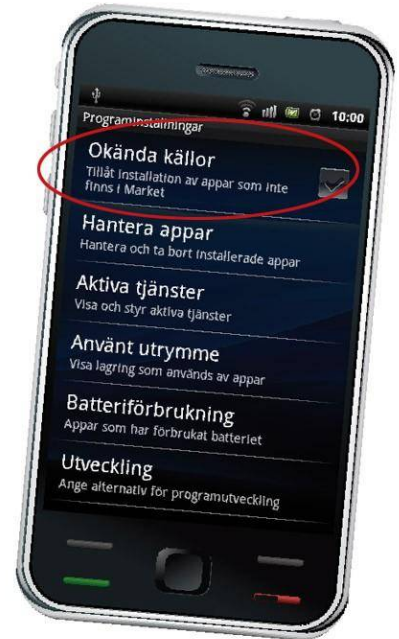 10:00
Programinställningar
Okända källor
Tillåt installation av appar som inte
finns i Market
Hantera appar
Hantera och ta bort installerade appar
Aktiva tjänster
Visa och styr aktiva tjänster
Använt utrymme
Visa lagring som används av appar
Batteriförbrukning
Appar som har förbrukat batteriet
Utveckling
Ange alternativ för programutveckling